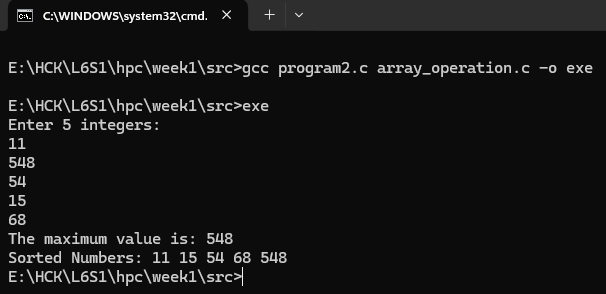 C:\WINDOWS\system32\cmd.
E:\HCK\L6S1\hpc\week1\src>gcc program2.c array_operation.c -o exe
E:\HCK\L6S1\hpc\week1\src>exe
Enter 5 integers:
11
548
54
15
68
The maximum value is: 548
Sorted Numbers: 11 15 54 68 548
E:\HCK\L6S1\hpc\week1\src>